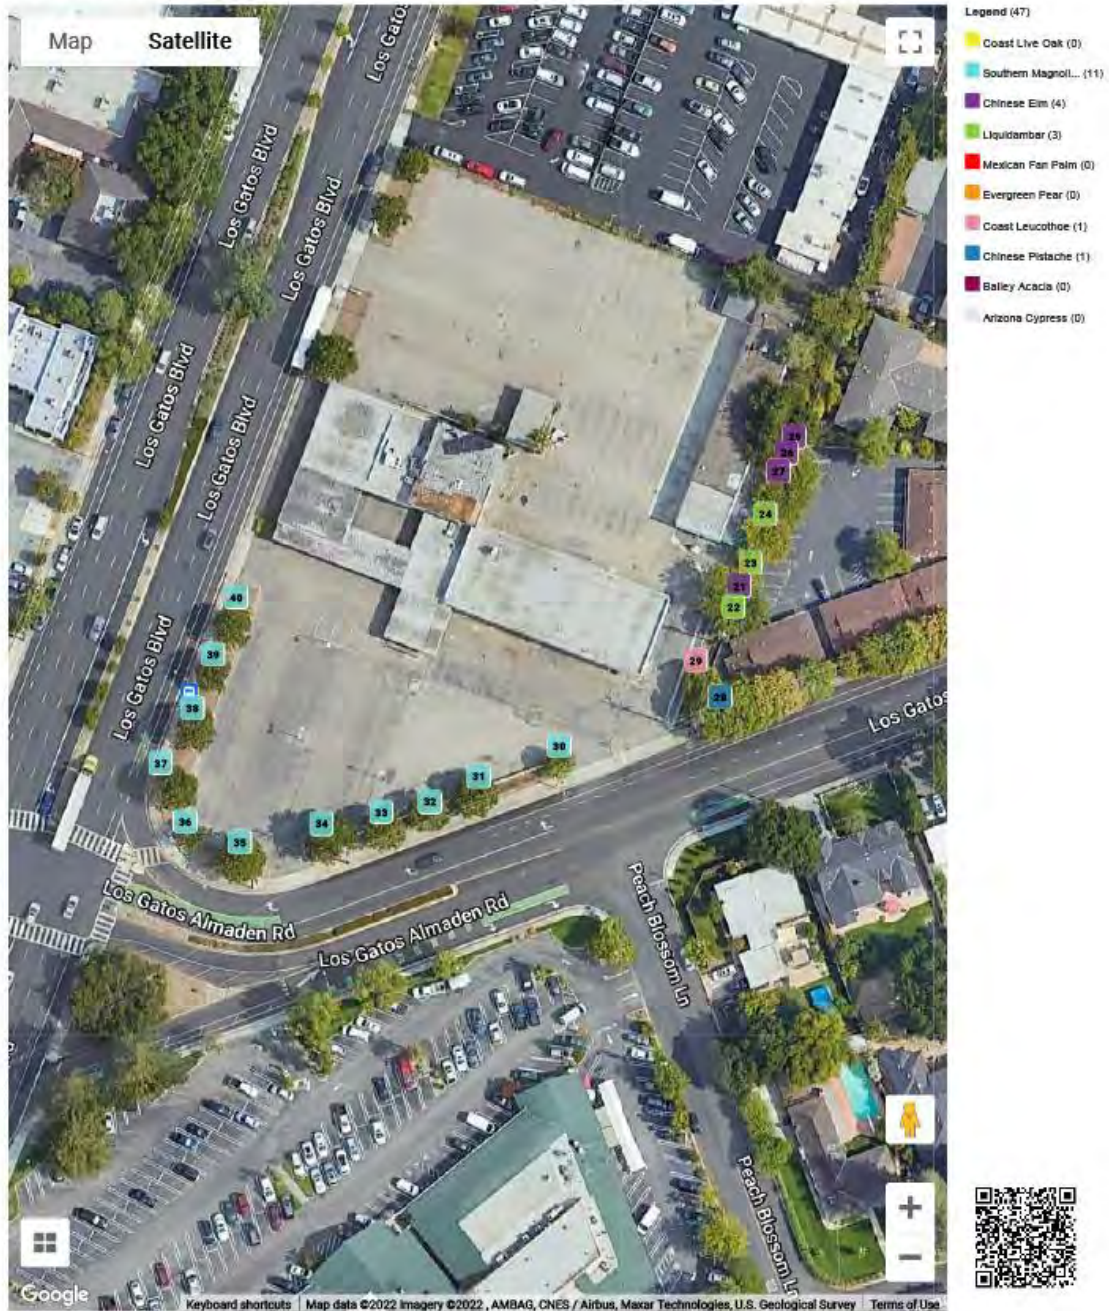 Map
Satellite
Los Gatos Blvd
Los Gatos Blvd
Los Gatos Blvd
Los Gatos Blvd
Los Gatos Blvd
Los Gatos Blvd
25
26
27
24
23
21
22
29
28
40
39
38
37
36
35
34
33
32
31
30
Los Gatos
Los Gatos
Los Gatos Almaden Rd
Los Gatos Almaden Rd
Peach Blossom Ln
Peach Blossom Ln
Google
Keyboard shortcuts
Map data ©2022 Imagery ©2022 , AMBAG, CNES / Airbus, Maxar Technologies, U.S. Geological Survey
Terms of Use
Legend (47)
Coast Live Oak (0)
Southern Magnoli... (11)
Chinese Elm (4)
Liquidambar (3)
Mexican Fan Palm (0)
Evergreen Pear (0)
Coast Leucothoe (1)
Chinese Pistache (1)
Bailey Acacia (0)
Arizona Cypress (0)